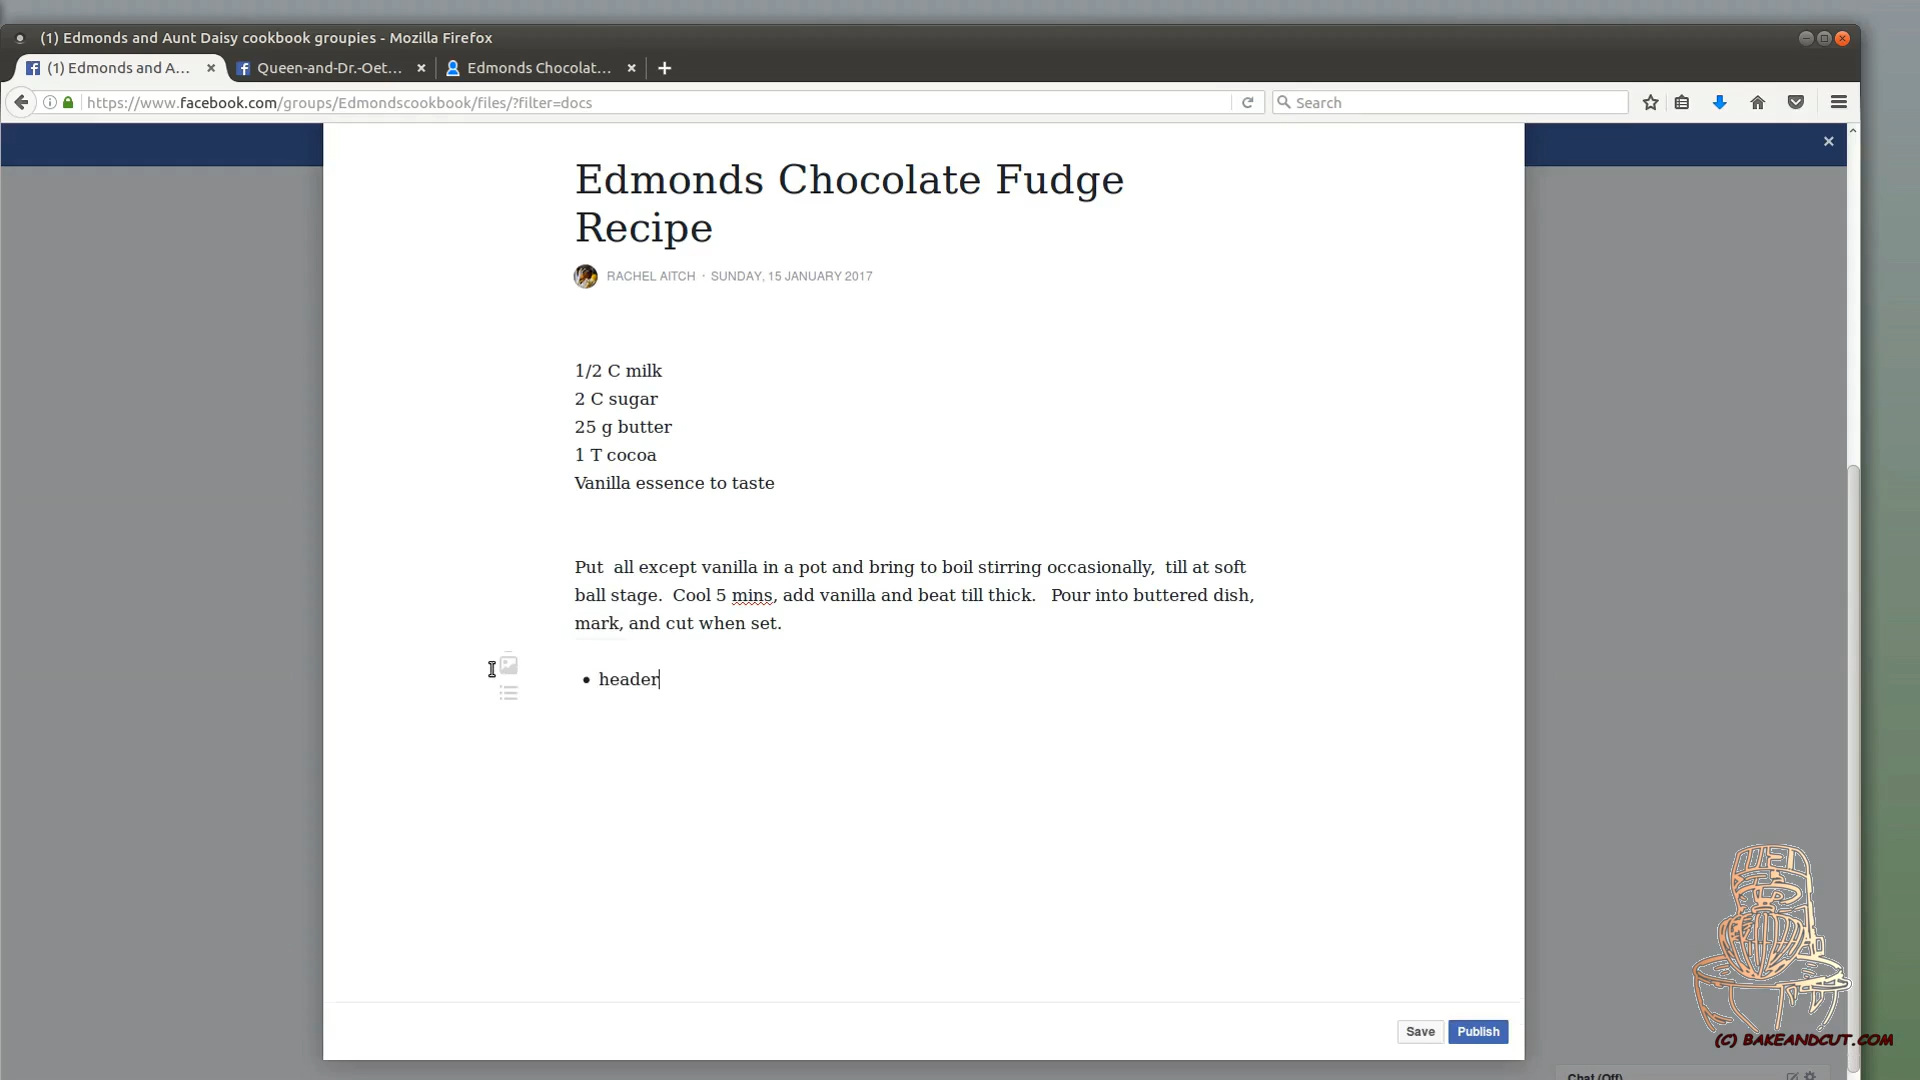 (1) Edmonds and Aunt Daisy cookbook groupies - Mozilla Firefox
(1) Edmonds and A...
Queen-and-Dr.-Oet...
Edmonds Chocolat...
https://www.facebook.com/groups/Edmondscookbook/files/?filter=docs
Search
Edmonds Chocolate Fudge
Recipe
RACHEL AITCH · SUNDAY, 15 JANUARY 2017
1/2 C milk
2 C sugar
25 g butter
1 T cocoa
Vanilla essence to taste
Put  all except vanilla in a pot and bring to boil stirring occasionally,  till at soft
ball stage.  Cool 5 mins, add vanilla and beat till thick.   Pour into buttered dish,
mark, and cut when set.
• header
Save
Publish
(C) BAKEANDCUT.COM
Chat (Off)